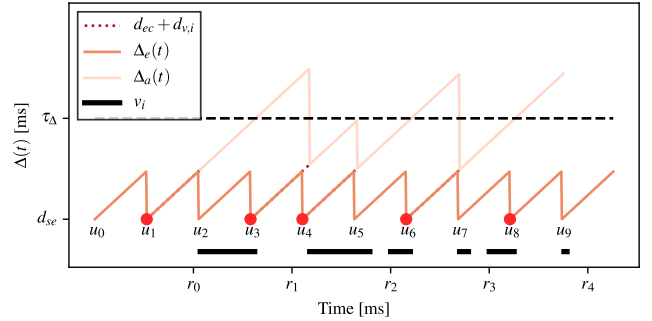 d_{ec} + d_{v,i}
Δ_e(t)
Δ_a(t)
v_i
Δ(t) [ms]
τ_Δ
d_{se}
u_0 u_1 u_2 u_3 u_4 u_5 u_6 u_7 u_8 u_9
r_0 r_1 r_2 r_3 r_4
Time [ms]